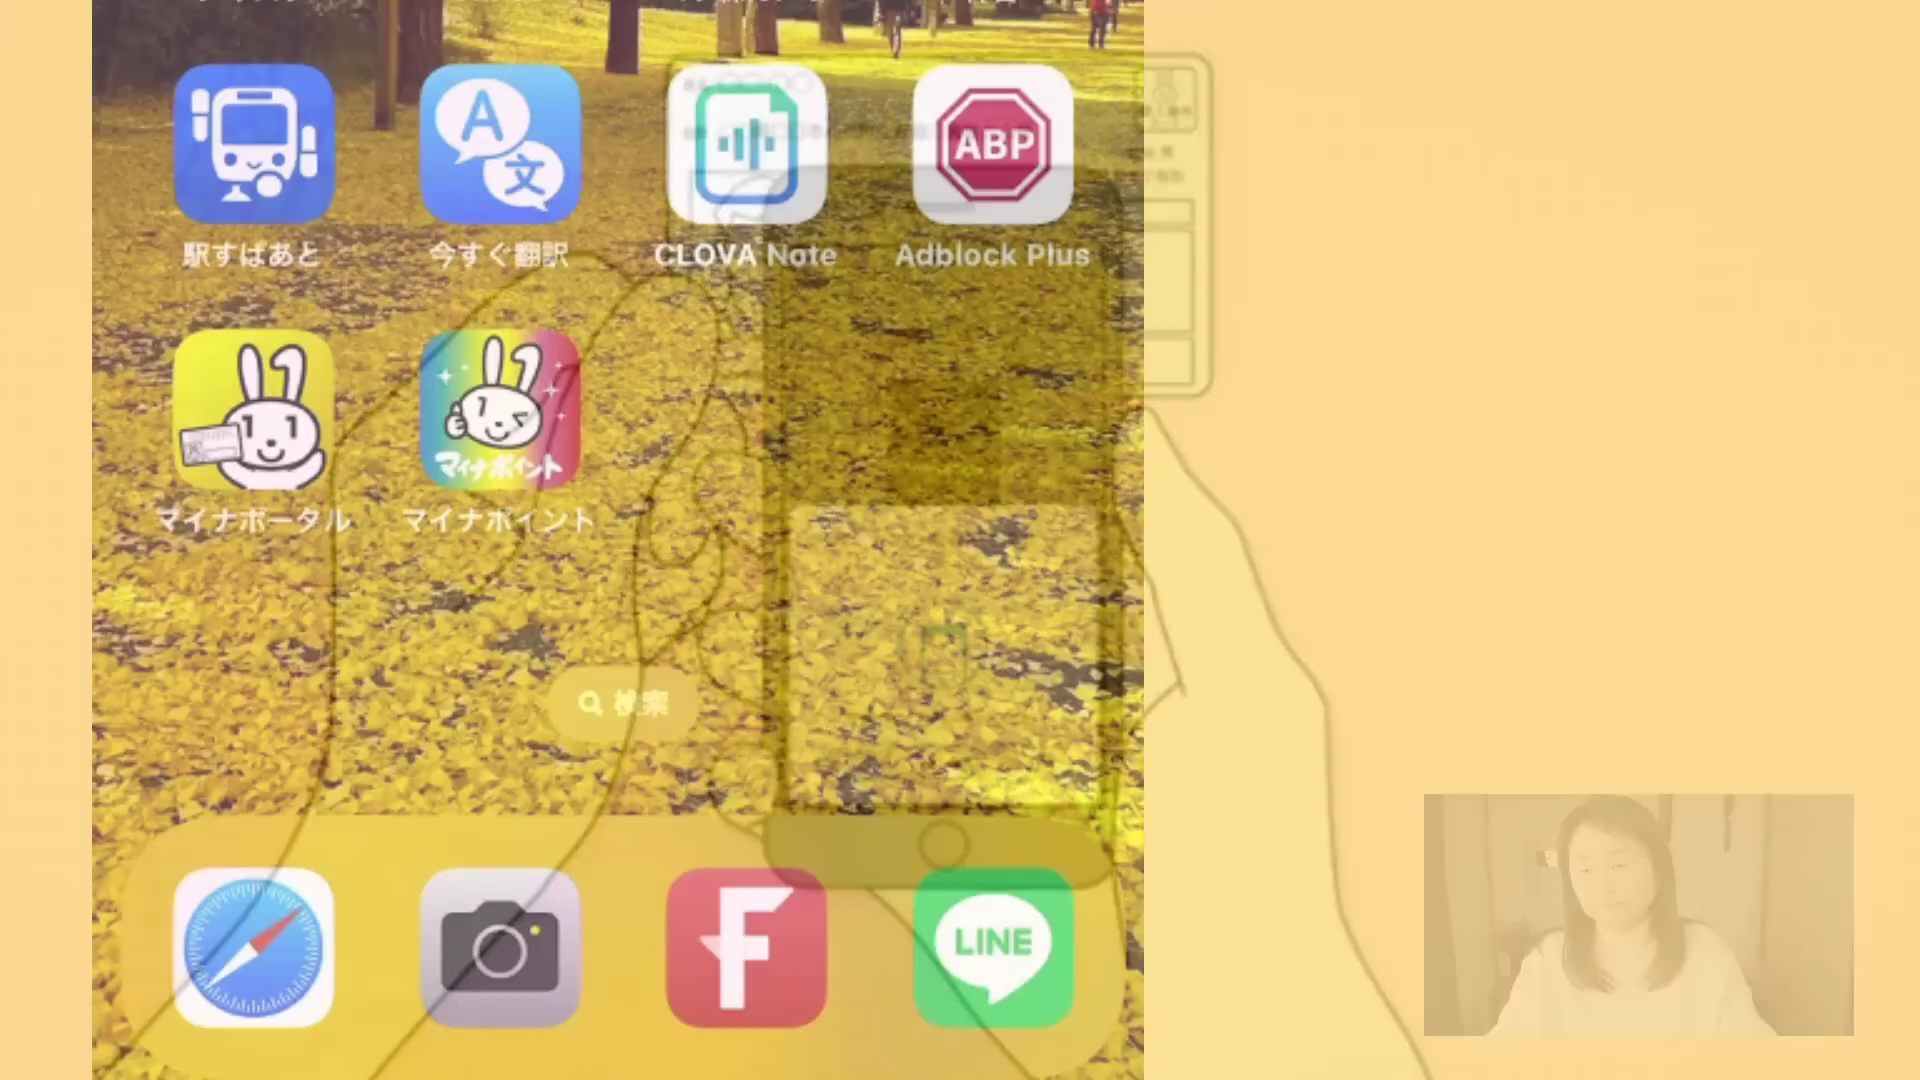 A
文
ABP
駅すぱあと
今すぐ翻訳
CLOVA Note
Adblock Plus
マイナポイント
マイナポータル
マイナポイント
検索
LINE